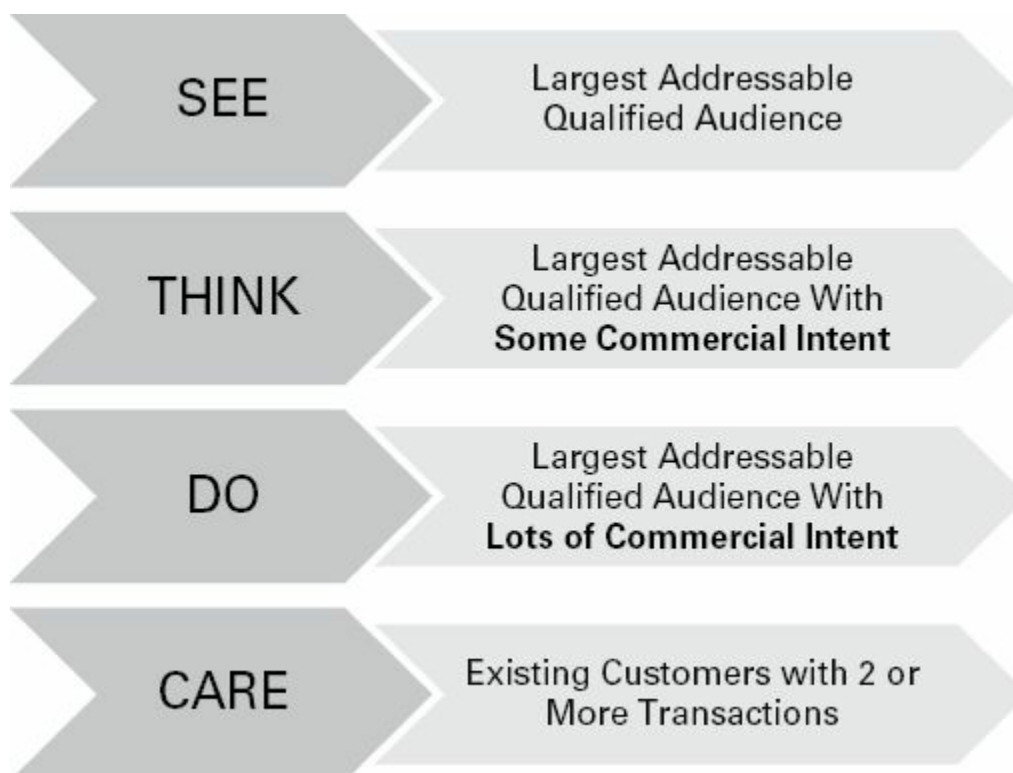 SEE
Largest Addressable
Qualified Audience
THINK
Largest Addressable
Qualified Audience With
Some Commercial Intent
DO
Largest Addressable
Qualified Audience With
Lots of Commercial Intent
CARE
Existing Customers with 2 or
More Transactions